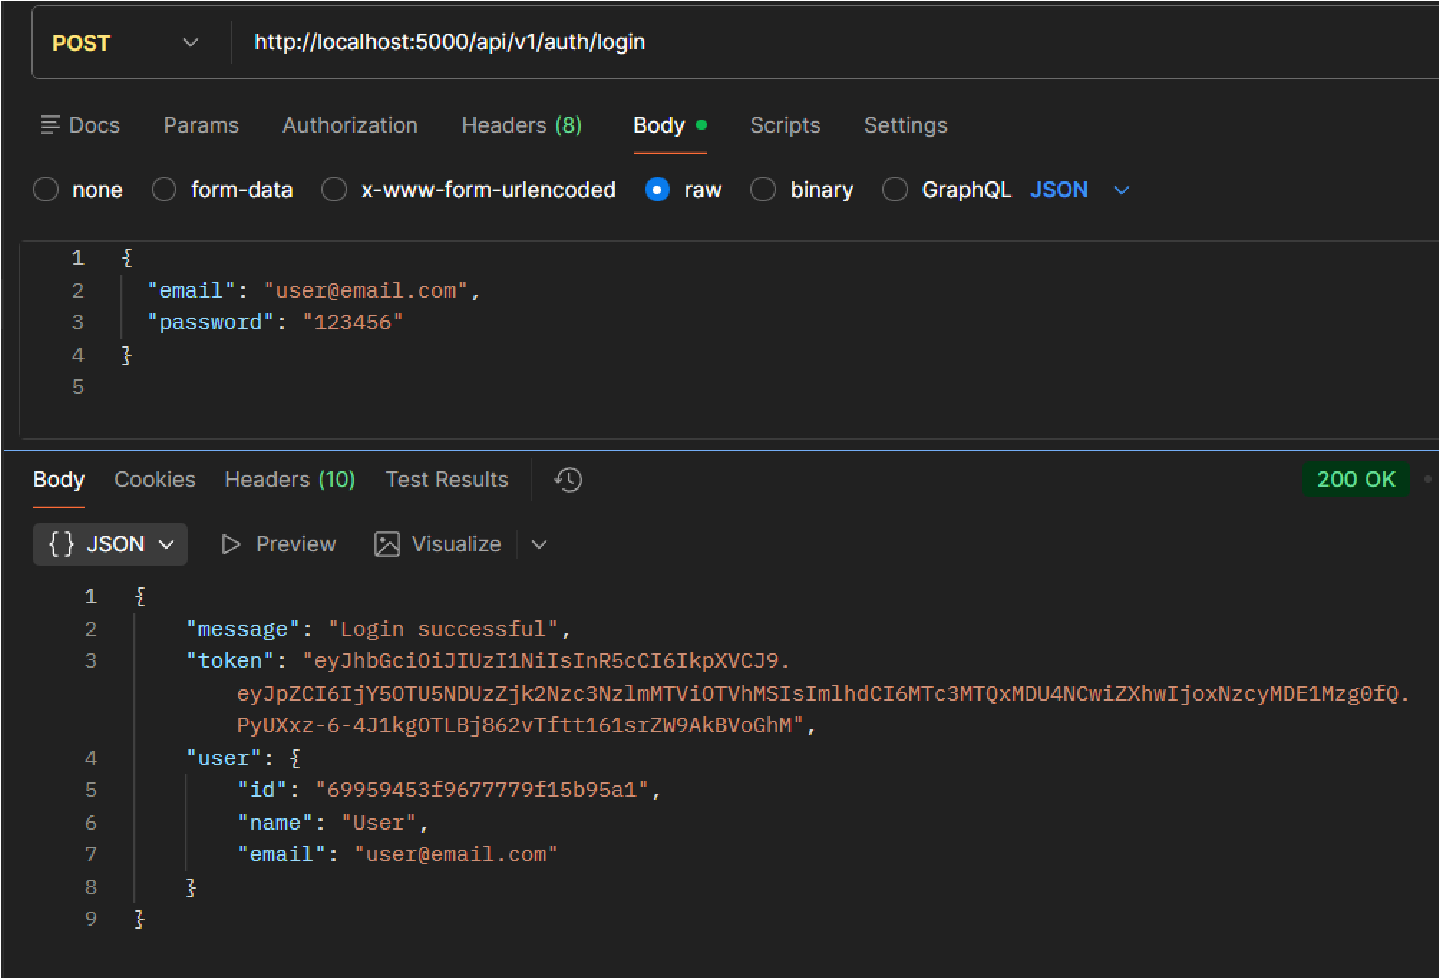 POST http://localhost:5000/api/v1/auth/login
Docs Params Authorization Headers (8) Body Scripts Settings
none form-data x-www-form-urlencoded raw binary GraphQL JSON
1 {
2 "email": "user@email.com",
3 "password": "123456"
4 }
5
Body Cookies Headers (10) Test Results 200 OK
{} JSON Preview Visualize
1 {
2 "message": "Login successful",
3 "token": "eyJhbGciOiJIUzI1NiIsInR5cCI6IkpXVCJ9.
eyJpZCI6IjY5OTU5NDUzZjk2Nzc3NzlmMTViOTVhMSIsImlhdCI6MTc3MTQxMDU4NCwiZXhwIjoxNzcyMDE1Mzg0fQ.
PyUXxz-6-4J1kgOTLBj862vTftt161srZW9AkBVoGhM",
4 "user": {
5 "id": "69959453f9677779f15b95a1",
6 "name": "User",
7 "email": "user@email.com"
8 }
9 }